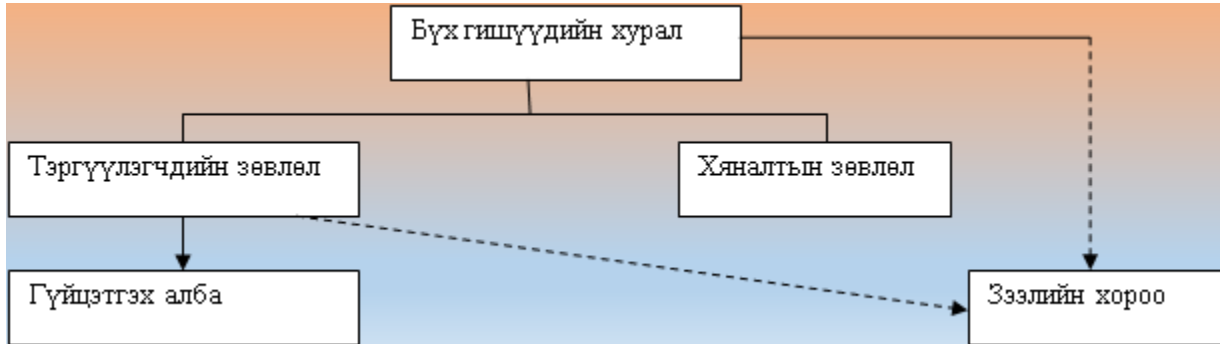 Бүх гишүүдийн хурал
Тэргүүлэгчдийн зөвлөл
Хяналтын зөвлөл
Гүйцэтгэх алба
Зээлийн хороо